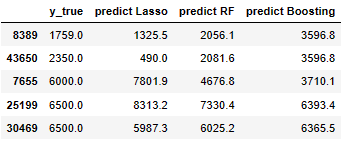 y_true predict Lasso predict RF predict Boosting
8389 1759.0 1325.5 2056.1 3596.8
43650 2350.0 490.0 2081.6 3596.8
7655 6000.0 7801.9 4676.8 3710.1
25199 6500.0 8313.2 7330.4 6393.4
30469 6500.0 5987.3 6025.2 6365.5